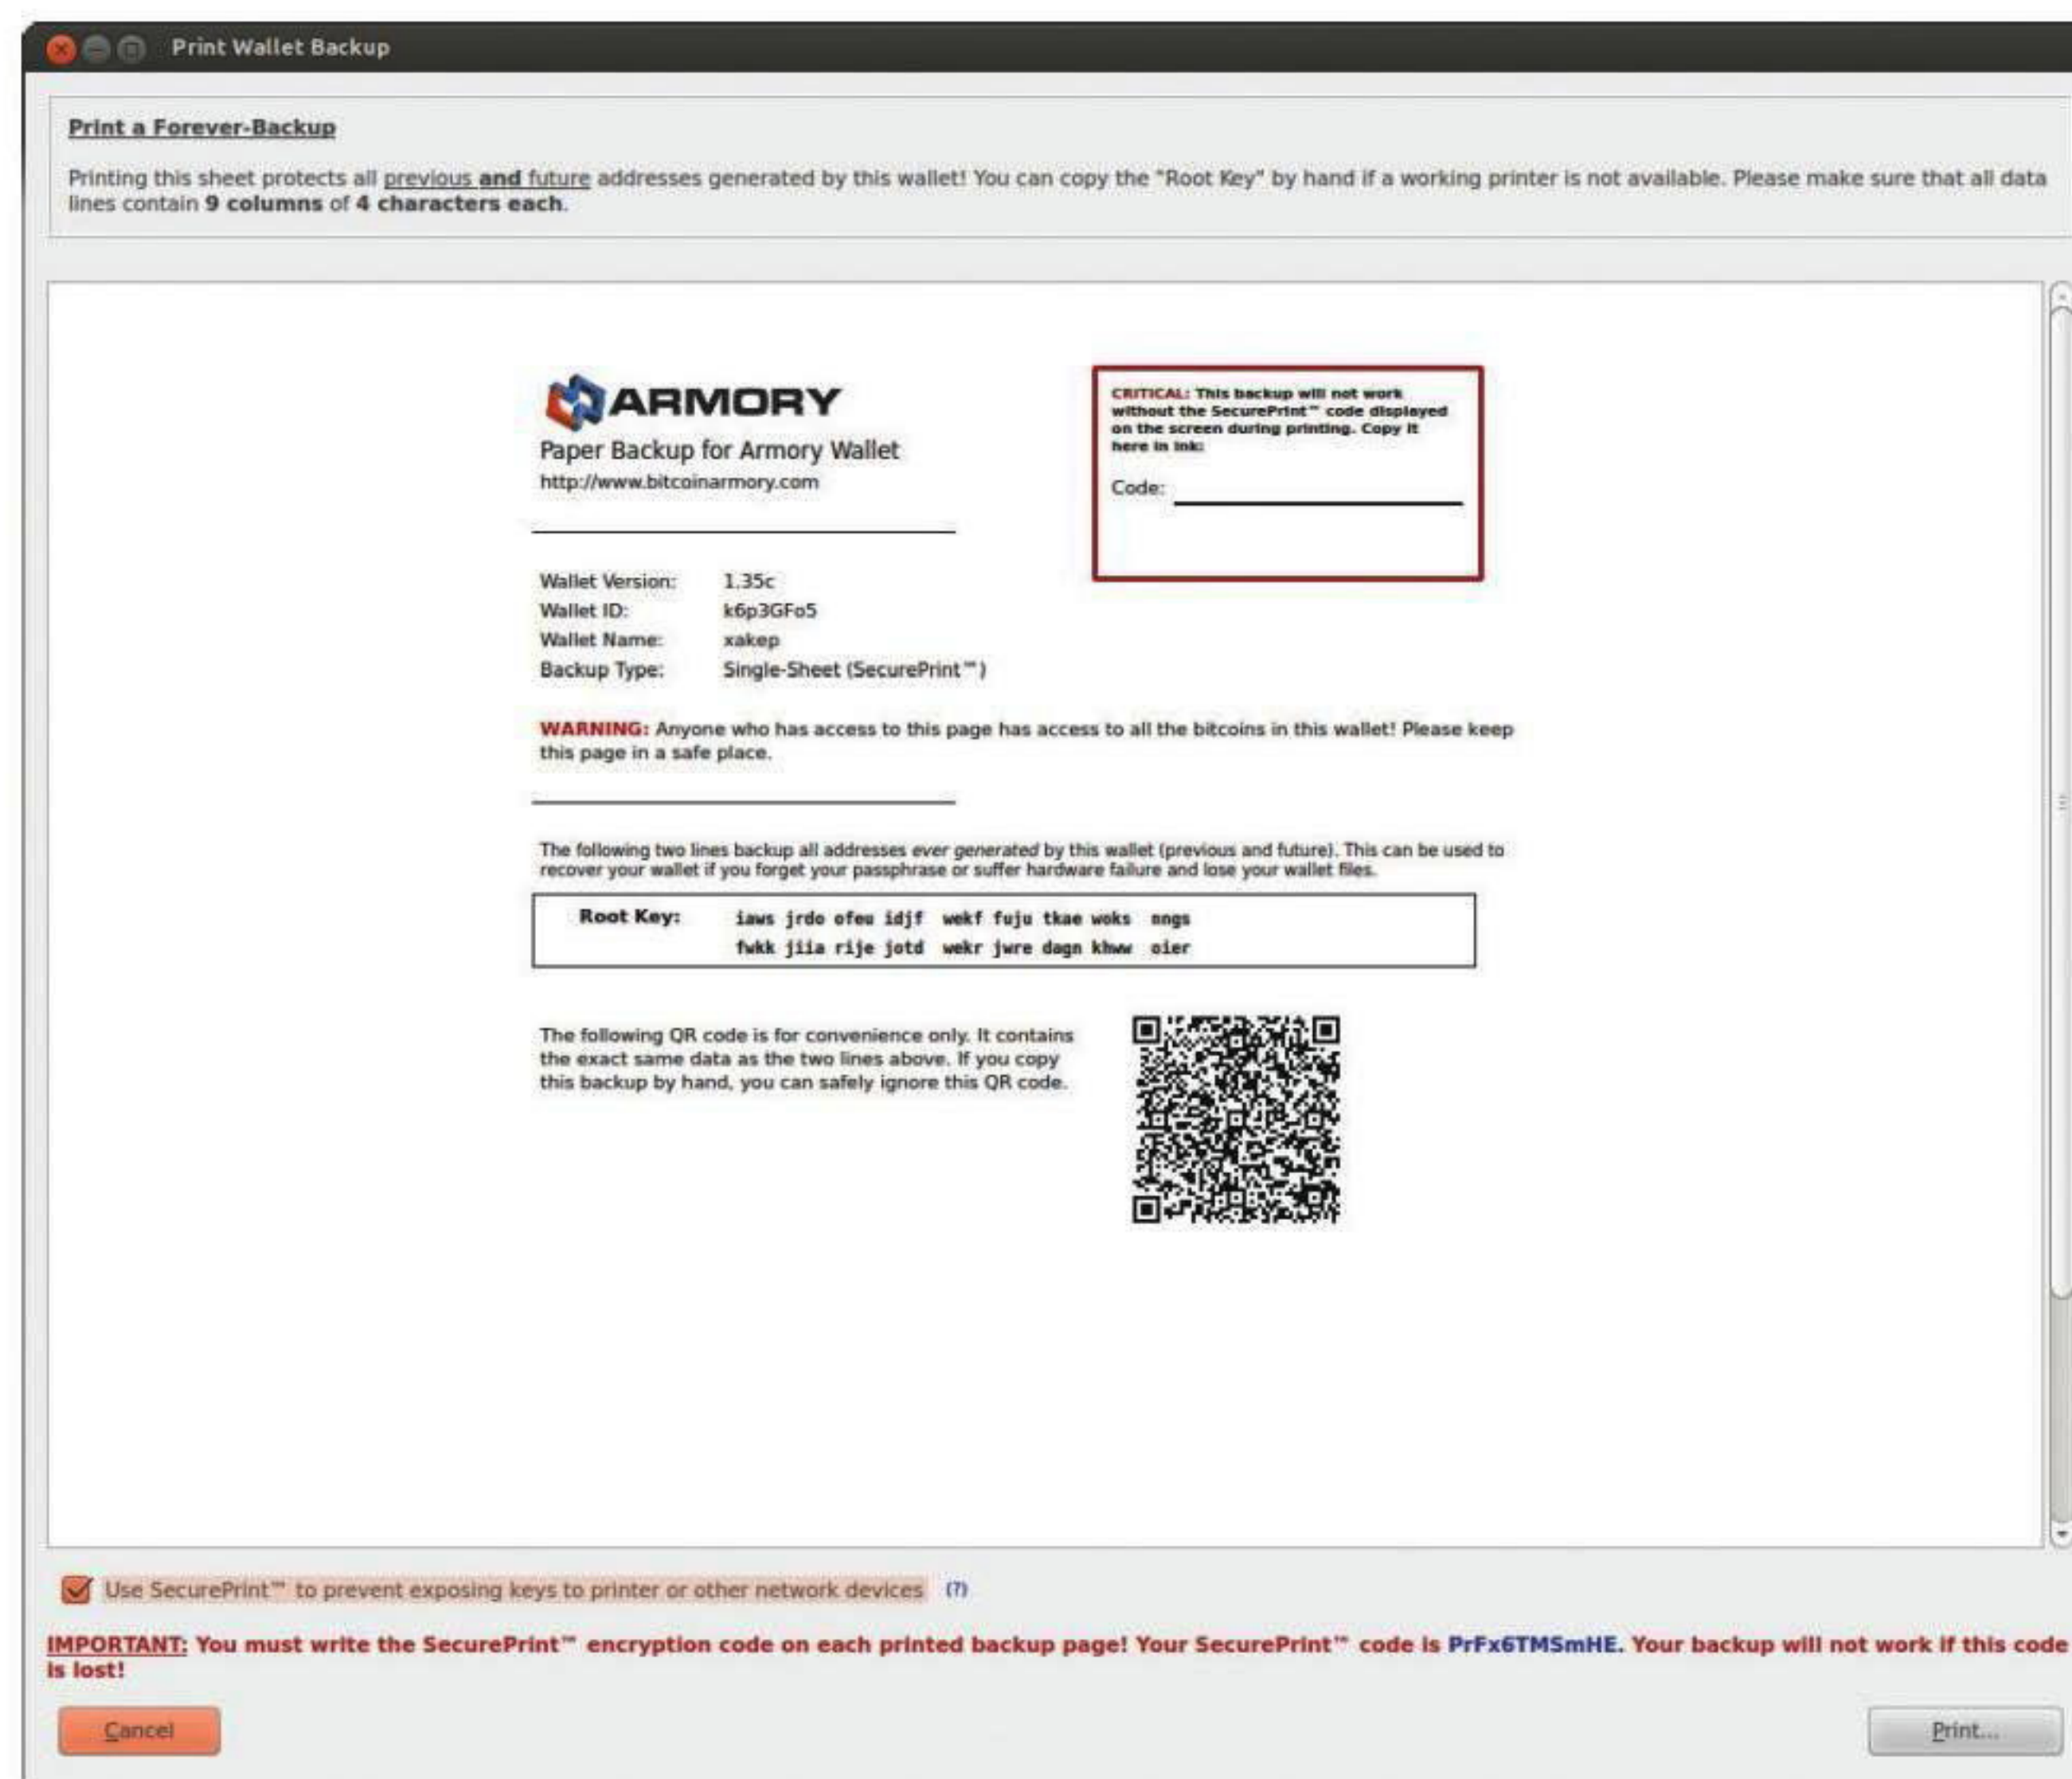 Print Wallet Backup
Print a Forever-Backup
Printing this sheet protects all previous and future addresses generated by this wallet! You can copy the "Root Key" by hand if a working printer is not available. Please make sure that all data
lines contain 9 columns of 4 characters each.
ARMORY
Paper Backup for Armory Wallet
http://www.bitcoinarmory.com
CRITICAL: This backup will not work
without the SecurePrint™ code displayed
on the screen during printing. Copy it
here in ink:
Code:
Wallet Version: 1.35c
Wallet ID: k6p3GFo5
Wallet Name: xakep
Backup Type: Single-Sheet (SecurePrint™)
WARNING: Anyone who has access to this page has access to all the bitcoins in this wallet! Please keep
this page in a safe place.
The following two lines backup all addresses ever generated by this wallet (previous and future). This can be used to
recover your wallet if you forget your passphrase or suffer hardware failure and lose your wallet files.
Root Key: iaws jrdo ofeu idjf wekf fuju tkae woks nngs
fwkk jiia rije jotd wekr jwre dagn khww oier
The following QR code is for convenience only. It contains
the exact same data as the two lines above. If you copy
this backup by hand, you can safely ignore this QR code.
Use SecurePrint™ to prevent exposing keys to printer or other network devices (?)
IMPORTANT: You must write the SecurePrint™ encryption code on each printed backup page! Your SecurePrint™ code is PrFx6TMSmHE. Your backup will not work if this code
is lost!
Cancel
Print...